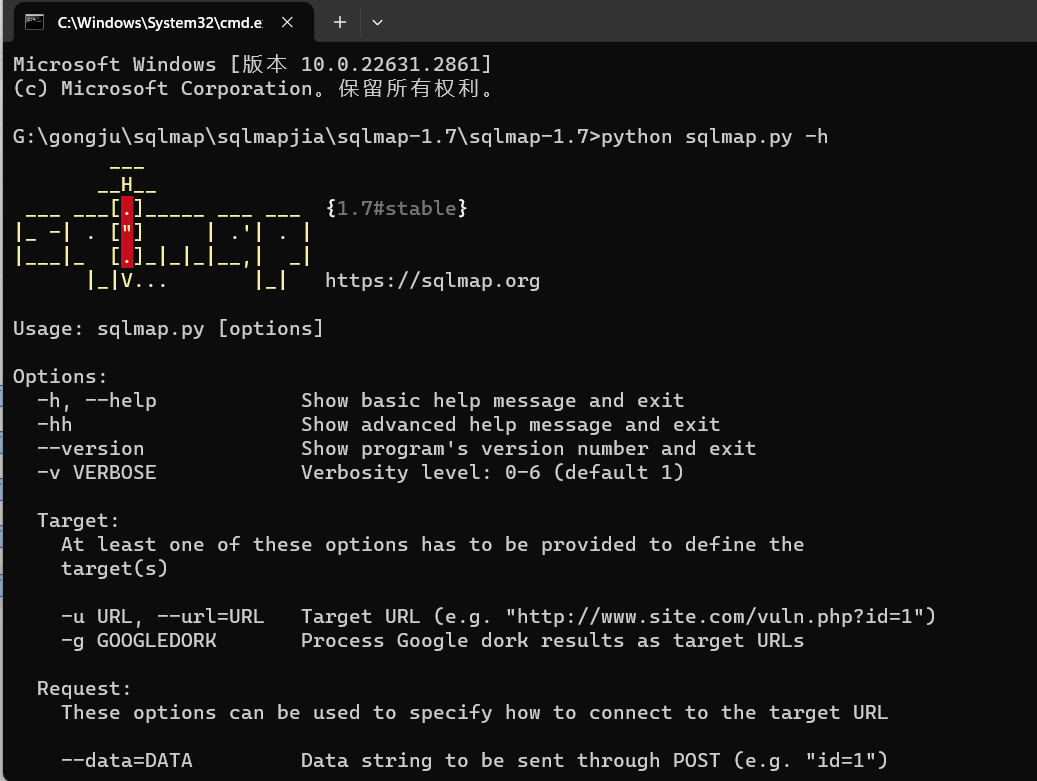 C:\Windows\System32\cmd.e
Microsoft Windows [版本 10.0.22631.2861]
(c) Microsoft Corporation。保留所有权利。
G:\gongju\sqlmap\sqlmapjia\sqlmap-1.7\sqlmap-1.7>python sqlmap.py -h
        ___
       __H__
 ___ ___[.]_____ ___ ___  {1.7#stable}
|_ -| . ["]     | .'| . |
|___|_  [.]_|_|_|__,|  _|
      |_|V...       |_|   https://sqlmap.org
Usage: sqlmap.py [options]
Options:
  -h, --help            Show basic help message and exit
  -hh                   Show advanced help message and exit
  --version             Show program's version number and exit
  -v VERBOSE            Verbosity level: 0-6 (default 1)
  Target:
    At least one of these options has to be provided to define the
    target(s)
    -u URL, --url=URL   Target URL (e.g. "http://www.site.com/vuln.php?id=1")
    -g GOOGLEDORK       Process Google dork results as target URLs
  Request:
    These options can be used to specify how to connect to the target URL
    --data=DATA         Data string to be sent through POST (e.g. "id=1")